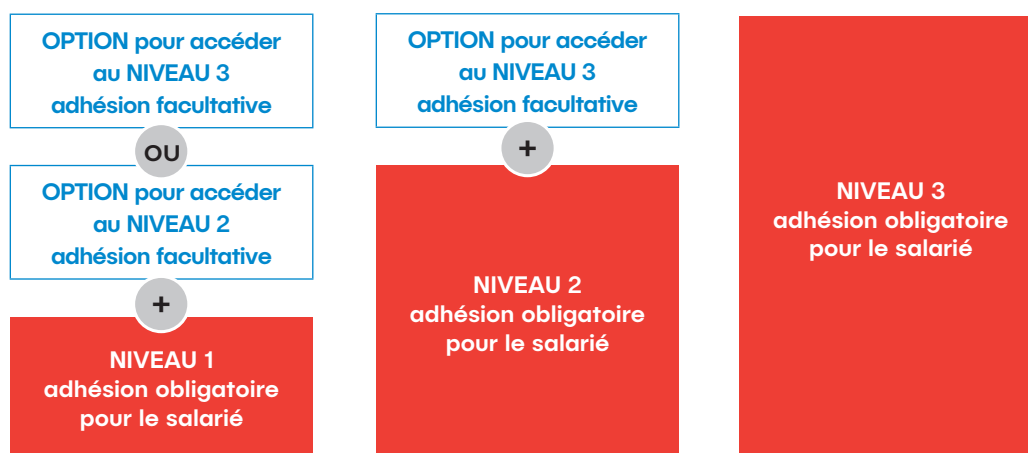 OPTION pour accéder
au NIVEAU 3
adhésion facultative
OU
OPTION pour accéder
au NIVEAU 2
adhésion facultative
+
NIVEAU 1
adhésion obligatoire
pour le salarié
OPTION pour accéder
au NIVEAU 3
adhésion facultative
+
NIVEAU 2
adhésion obligatoire
pour le salarié
NIVEAU 3
adhésion obligatoire
pour le salarié